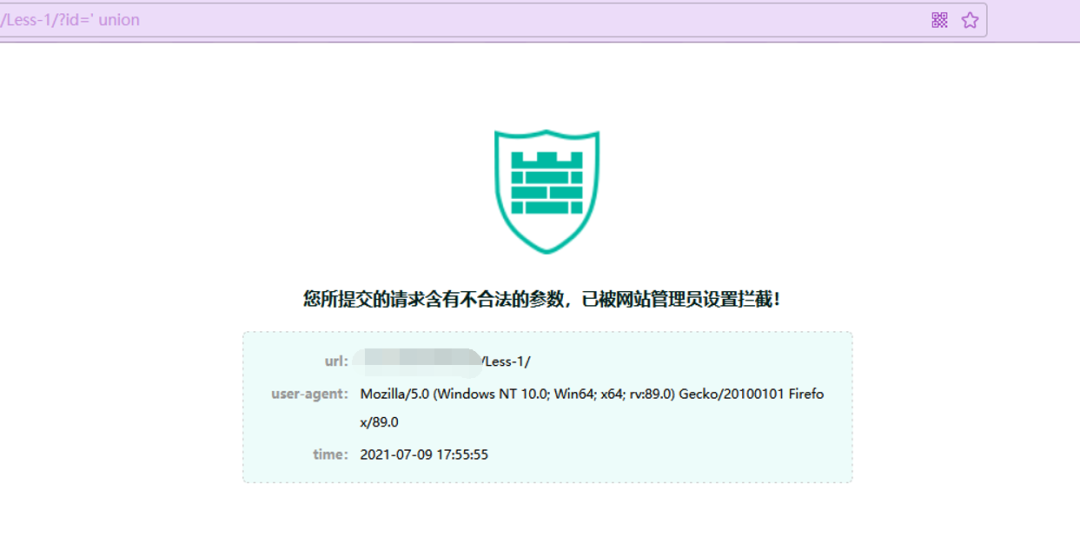 /Less-1/?id=' union
您所提交的请求含有不合法的参数，已被网站管理员设置拦截！
url: /Less-1/
user-agent: Mozilla/5.0 (Windows NT 10.0; Win64; x64; rv:89.0) Gecko/20100101 Firefo
x/89.0
time: 2021-07-09 17:55:55